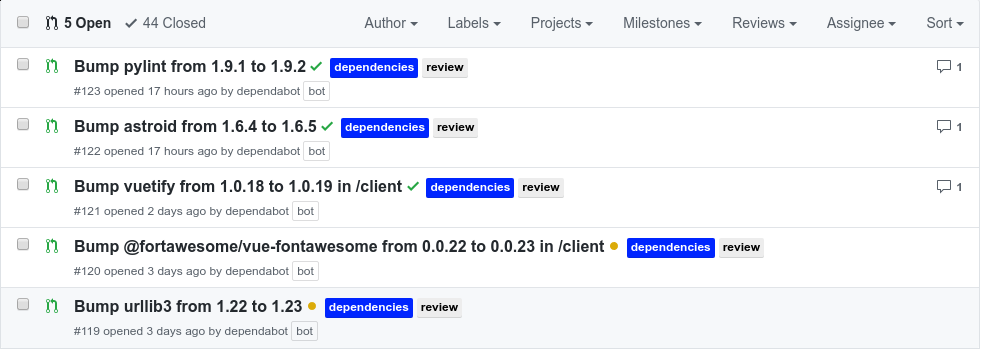 5 Open 44 Closed Author Labels Projects Milestones Reviews Assignee Sort
Bump pylint from 1.9.1 to 1.9.2 dependencies review 1
#123 opened 17 hours ago by dependabot bot
Bump astroid from 1.6.4 to 1.6.5 dependencies review 1
#122 opened 17 hours ago by dependabot bot
Bump vuetify from 1.0.18 to 1.0.19 in /client dependencies review 1
#121 opened 2 days ago by dependabot bot
Bump @fortawesome/vue-fontawesome from 0.0.22 to 0.0.23 in /client dependencies review
#120 opened 3 days ago by dependabot bot
Bump urllib3 from 1.22 to 1.23 dependencies review
#119 opened 3 days ago by dependabot bot